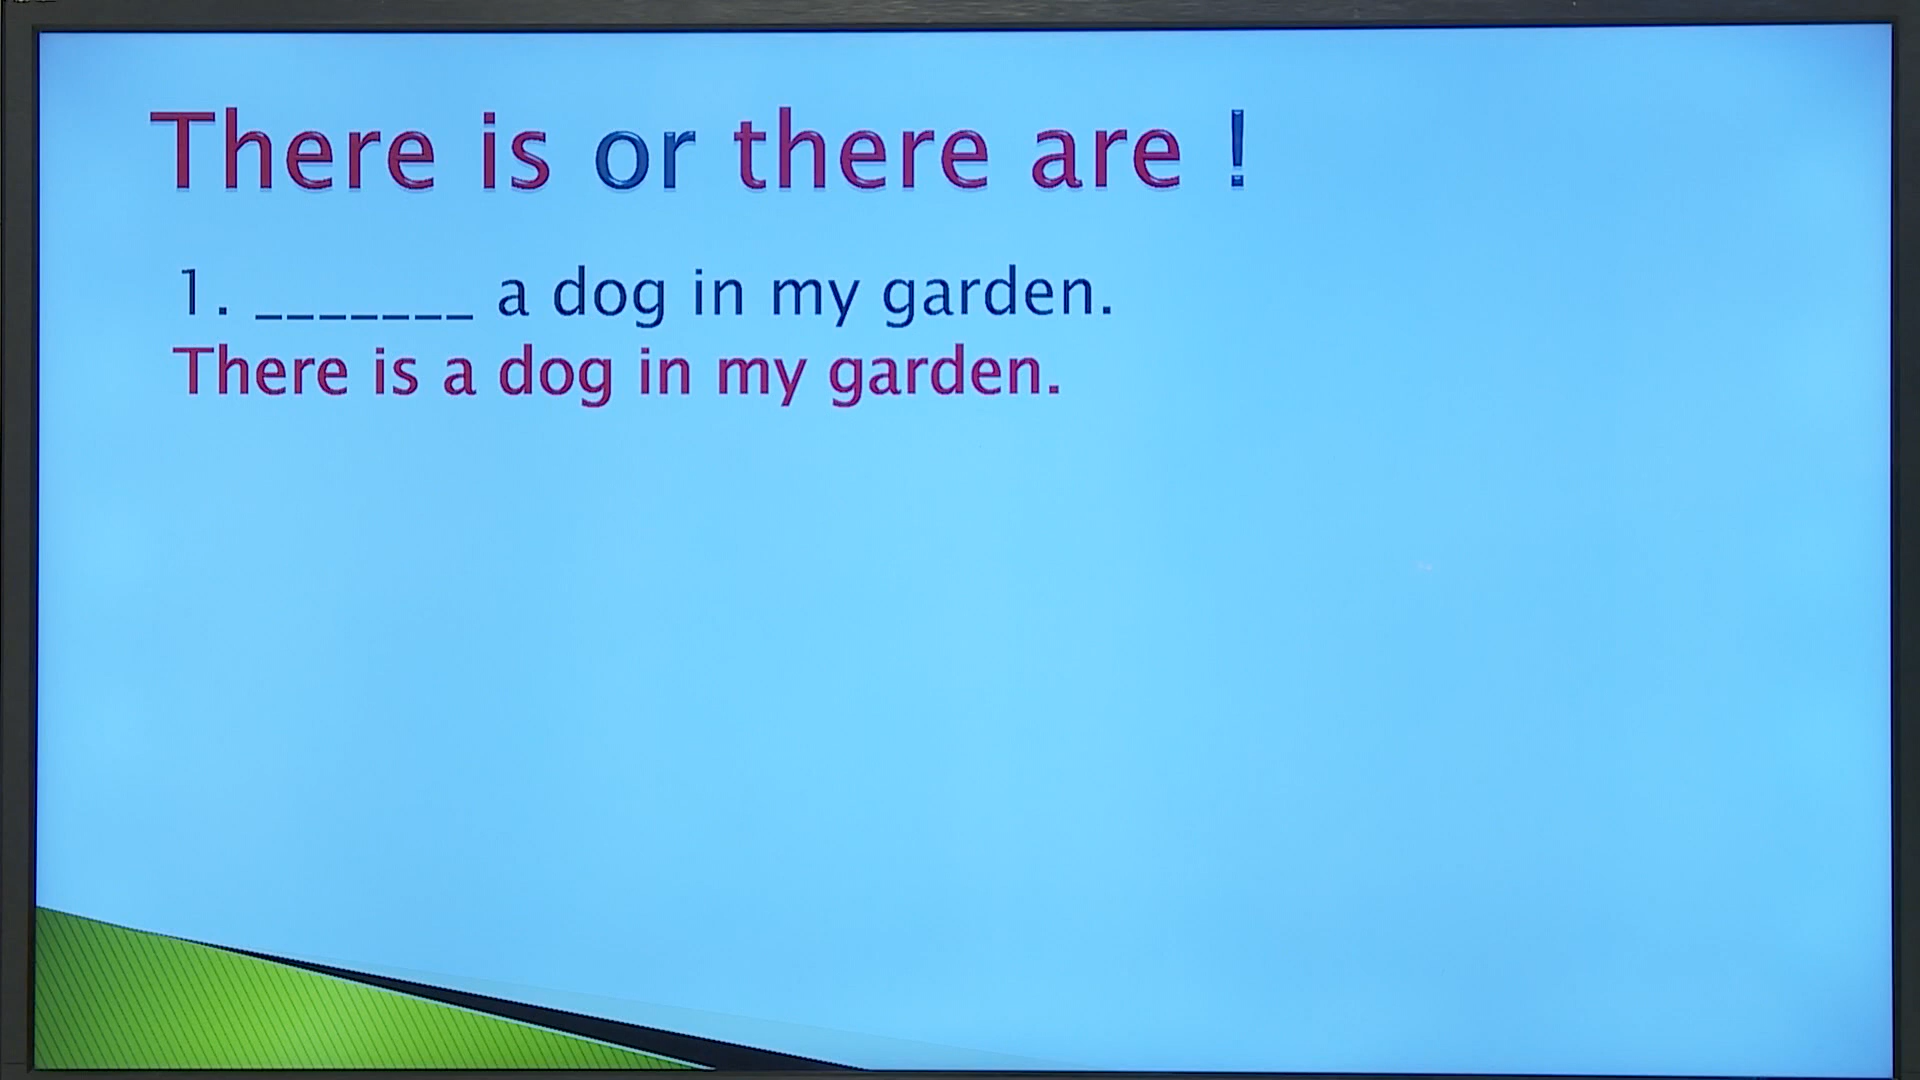 There is or there are !
1. _______ a dog in my garden.
There is a dog in my garden.